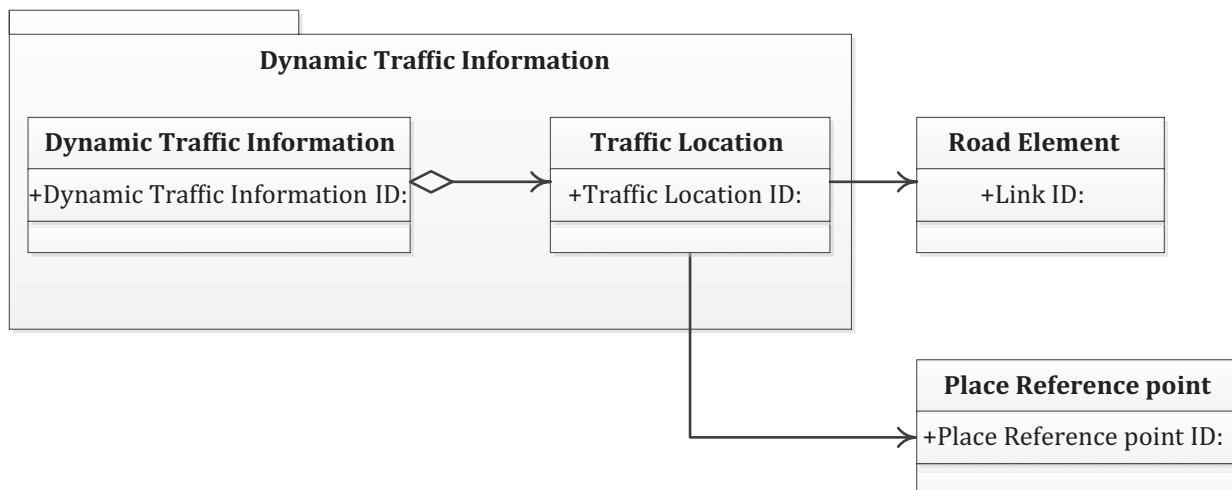 Dynamic Traffic Information
Dynamic Traffic Information
+Dynamic Traffic Information ID:
Traffic Location
+Traffic Location ID:
Road Element
+Link ID:
Place Reference point
+Place Reference point ID: